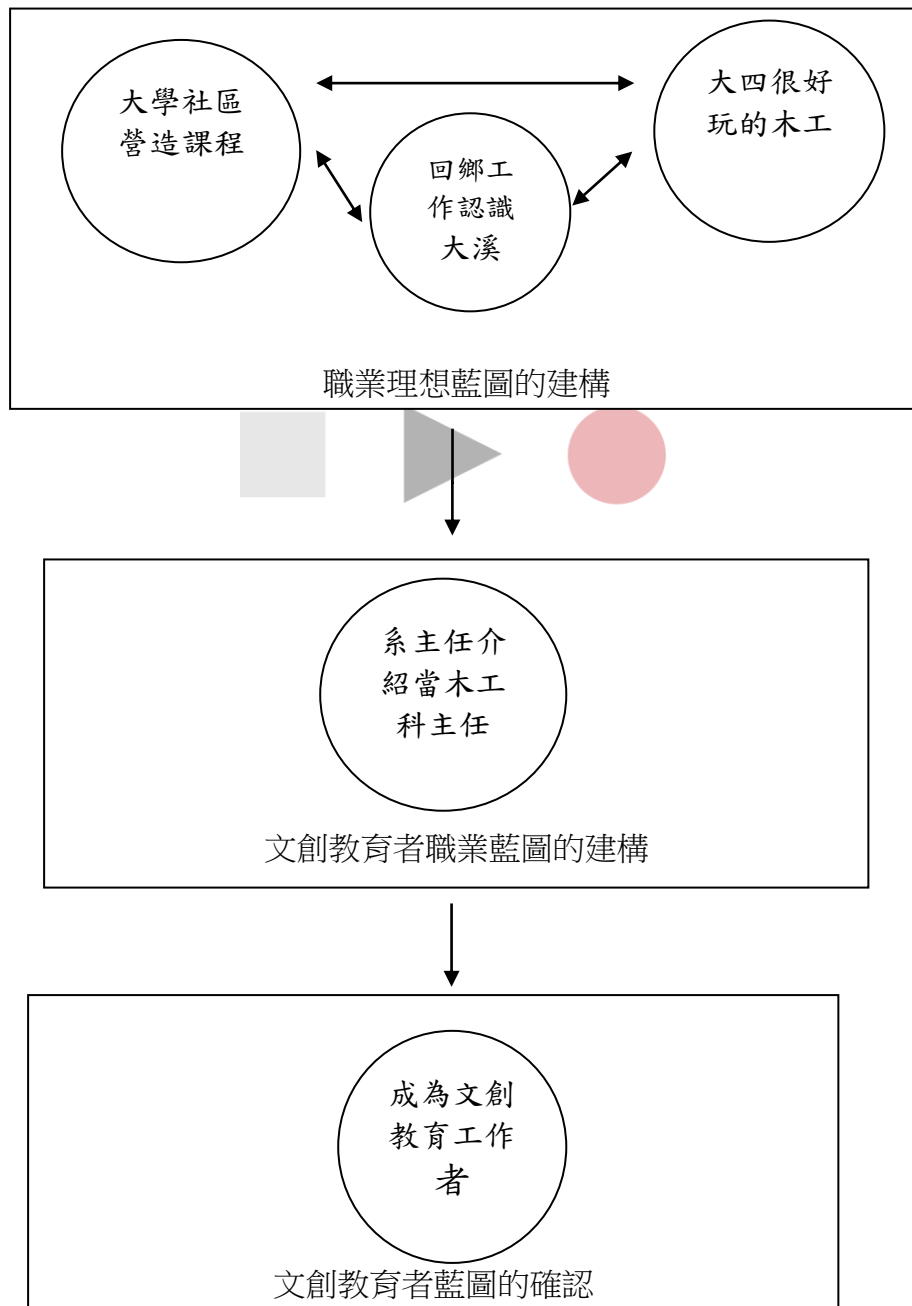 大學社區
營造課程
大四很好
玩的木工
回鄉工
作認識
大溪
職業理想藍圖的建構
系主任介
紹當木工
科主任
文創教育者職業藍圖的建構
成為文創
教育工作
者
文創教育者藍圖的確認